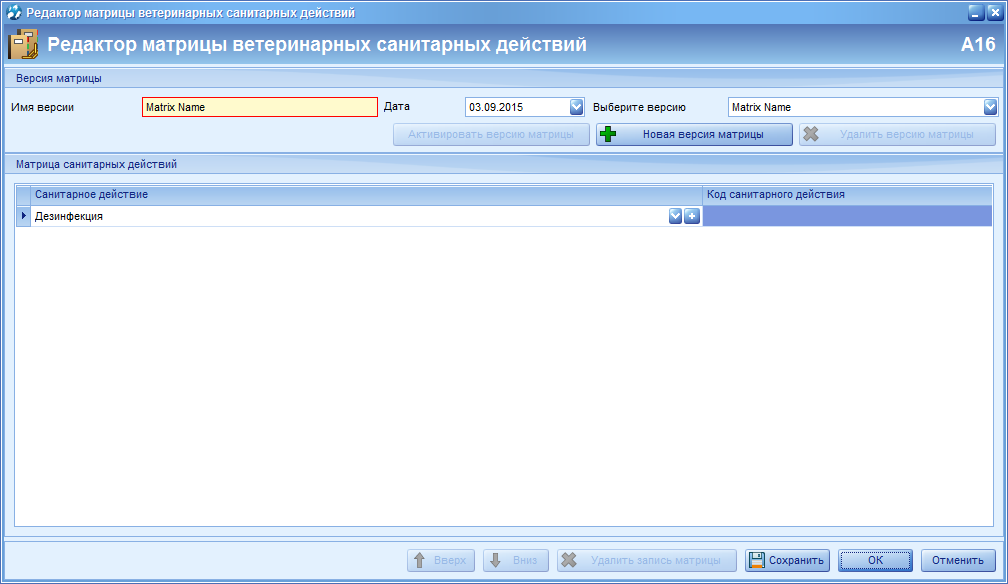 Редактор матрицы ветеринарных санитарных действий
Редактор матрицы ветеринарных санитарных действий A16
Версия матрицы
Имя версии Matrix Name Дата 03.09.2015 Выберите версию Matrix Name
Активировать версию матрицы Новая версия матрицы Удалить версию матрицы
Матрица санитарных действий
Санитарное действие Код санитарного действия
Дезинфекция
Вверх Вниз Удалить запись матрицы Сохранить OK Отменить